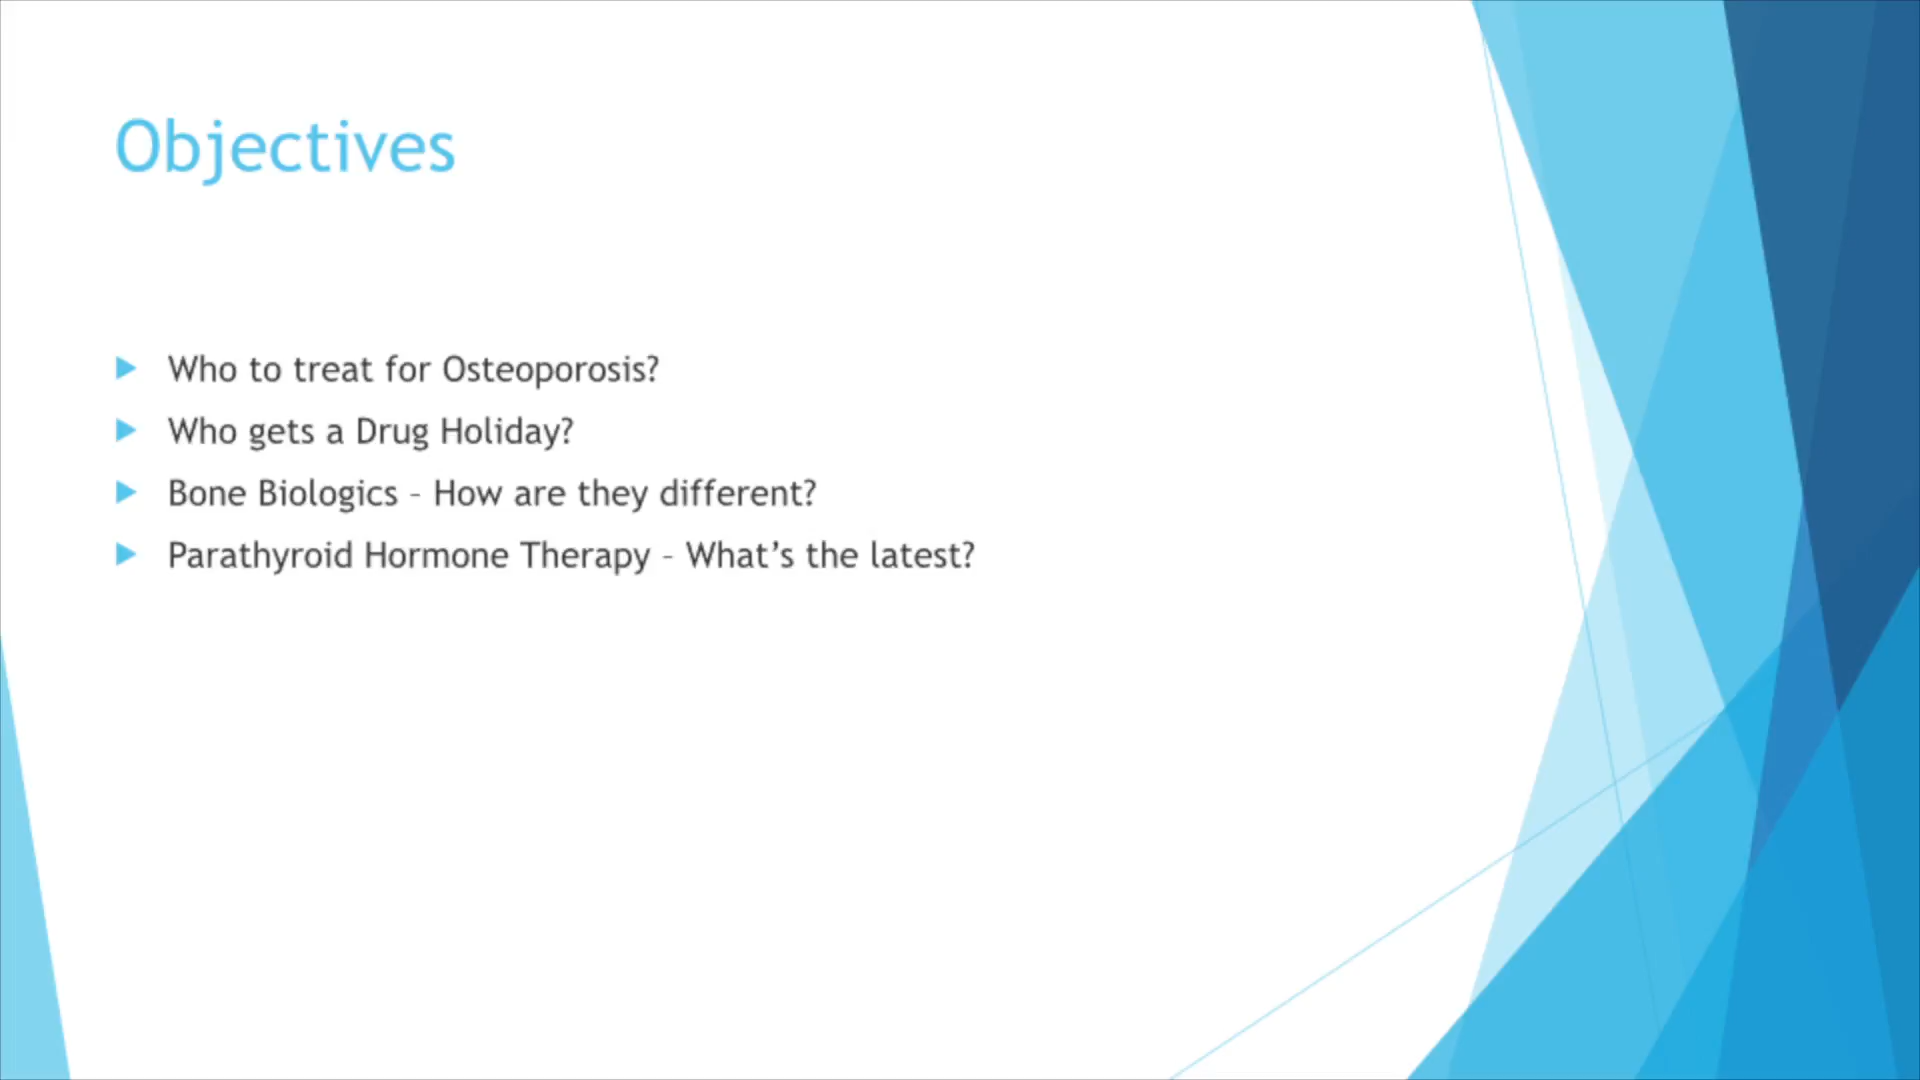 Objectives
Who to treat for Osteoporosis?
Who gets a Drug Holiday?
Bone Biologics – How are they different?
Parathyroid Hormone Therapy – What’s the latest?